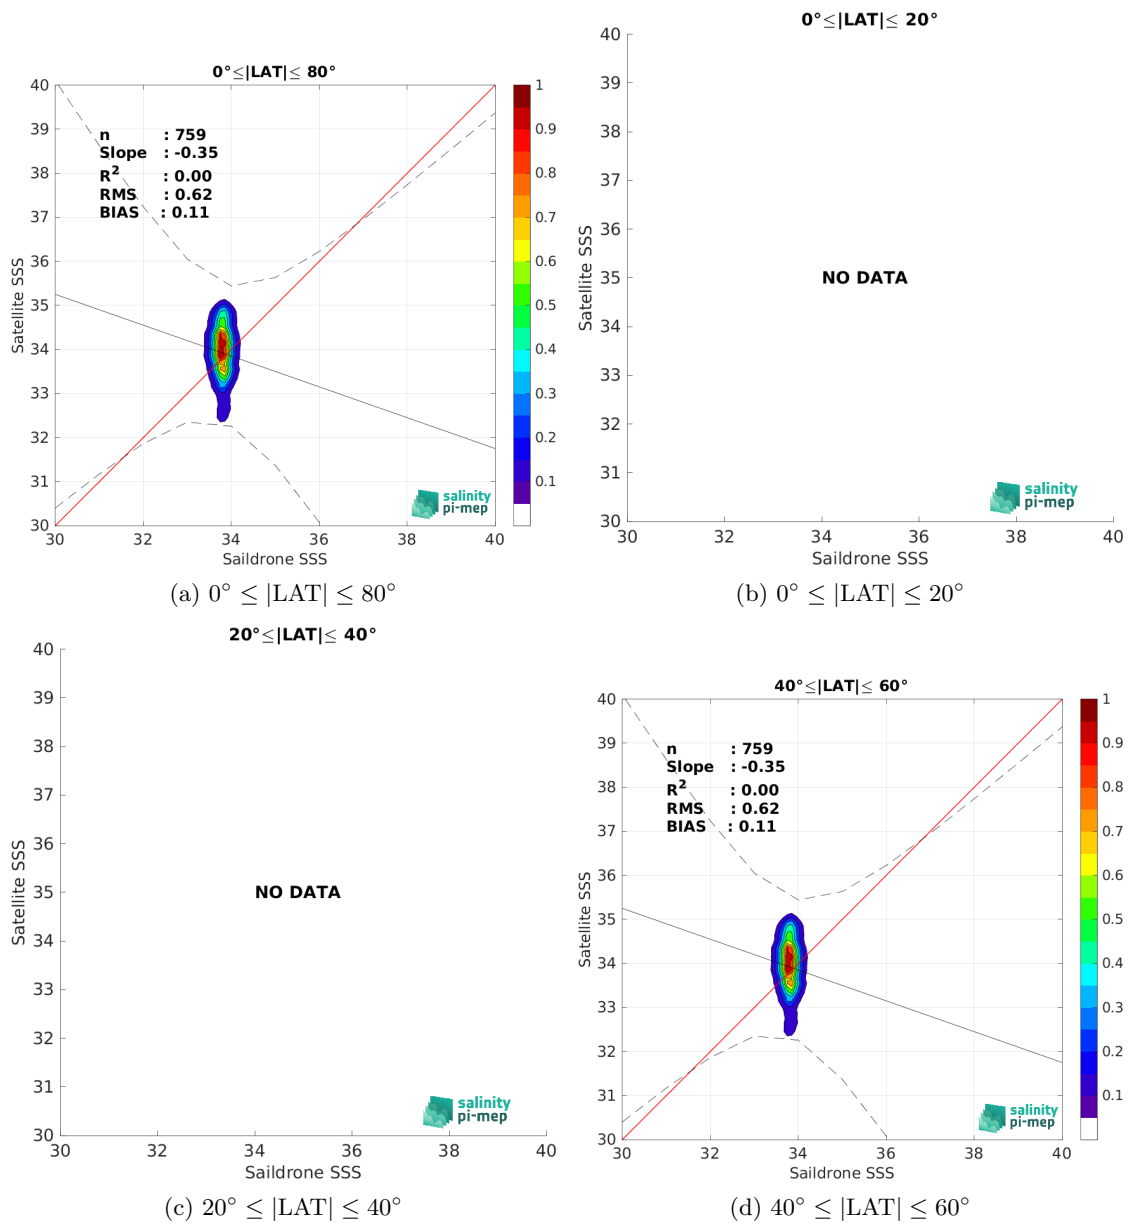 0°≤|LAT|≤ 80°
40
39
38
37
36
35
34
33
32
31
30
30
32
34
36
38
40
Satellite SSS
Saildrone SSS
n : 759
Slope : -0.35
R² : 0.00
RMS : 0.62
BIAS : 0.11
1
0.9
0.8
0.7
0.6
0.5
0.4
0.3
0.2
0.1
salinity
pi-mep
(a) 0° ≤ |LAT| ≤ 80°
0°≤|LAT|≤ 20°
40
39
38
37
36
35
34
33
32
31
30
30
32
34
36
38
40
Satellite SSS
Saildrone SSS
NO DATA
salinity
pi-mep
(b) 0° ≤ |LAT| ≤ 20°
20°≤|LAT|≤ 40°
40
39
38
37
36
35
34
33
32
31
30
30
32
34
36
38
40
Satellite SSS
Saildrone SSS
NO DATA
salinity
pi-mep
(c) 20° ≤ |LAT| ≤ 40°
40°≤|LAT|≤ 60°
40
39
38
37
36
35
34
33
32
31
30
30
32
34
36
38
40
Satellite SSS
Saildrone SSS
n : 759
Slope : -0.35
R² : 0.00
RMS : 0.62
BIAS : 0.11
1
0.9
0.8
0.7
0.6
0.5
0.4
0.3
0.2
0.1
salinity
pi-mep
(d) 40° ≤ |LAT| ≤ 60°